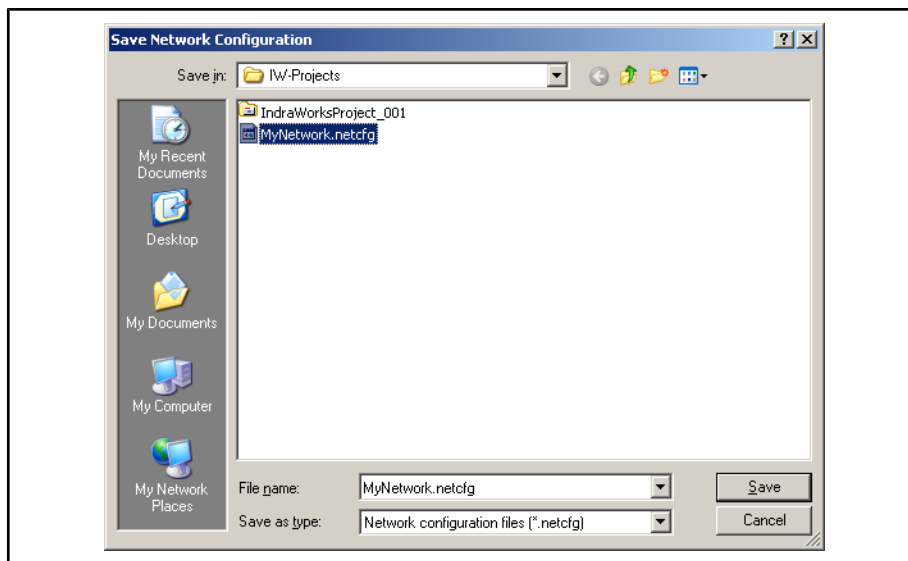 Save Network Configuration
Save in:
IW-Projects
My Recent
Documents
Desktop
My Documents
My Computer
My Network
Places
IndraWorksProject_001
MyNetwork.netcfg
File name:
MyNetwork.netcfg
Save
Save as type:
Network configuration files (*.netcfg)
Cancel